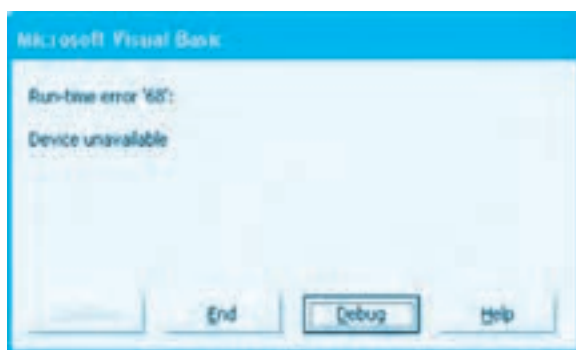 Microsoft Visual Basic
Run-time error '68':
Device unavailable
End
Debug
Help